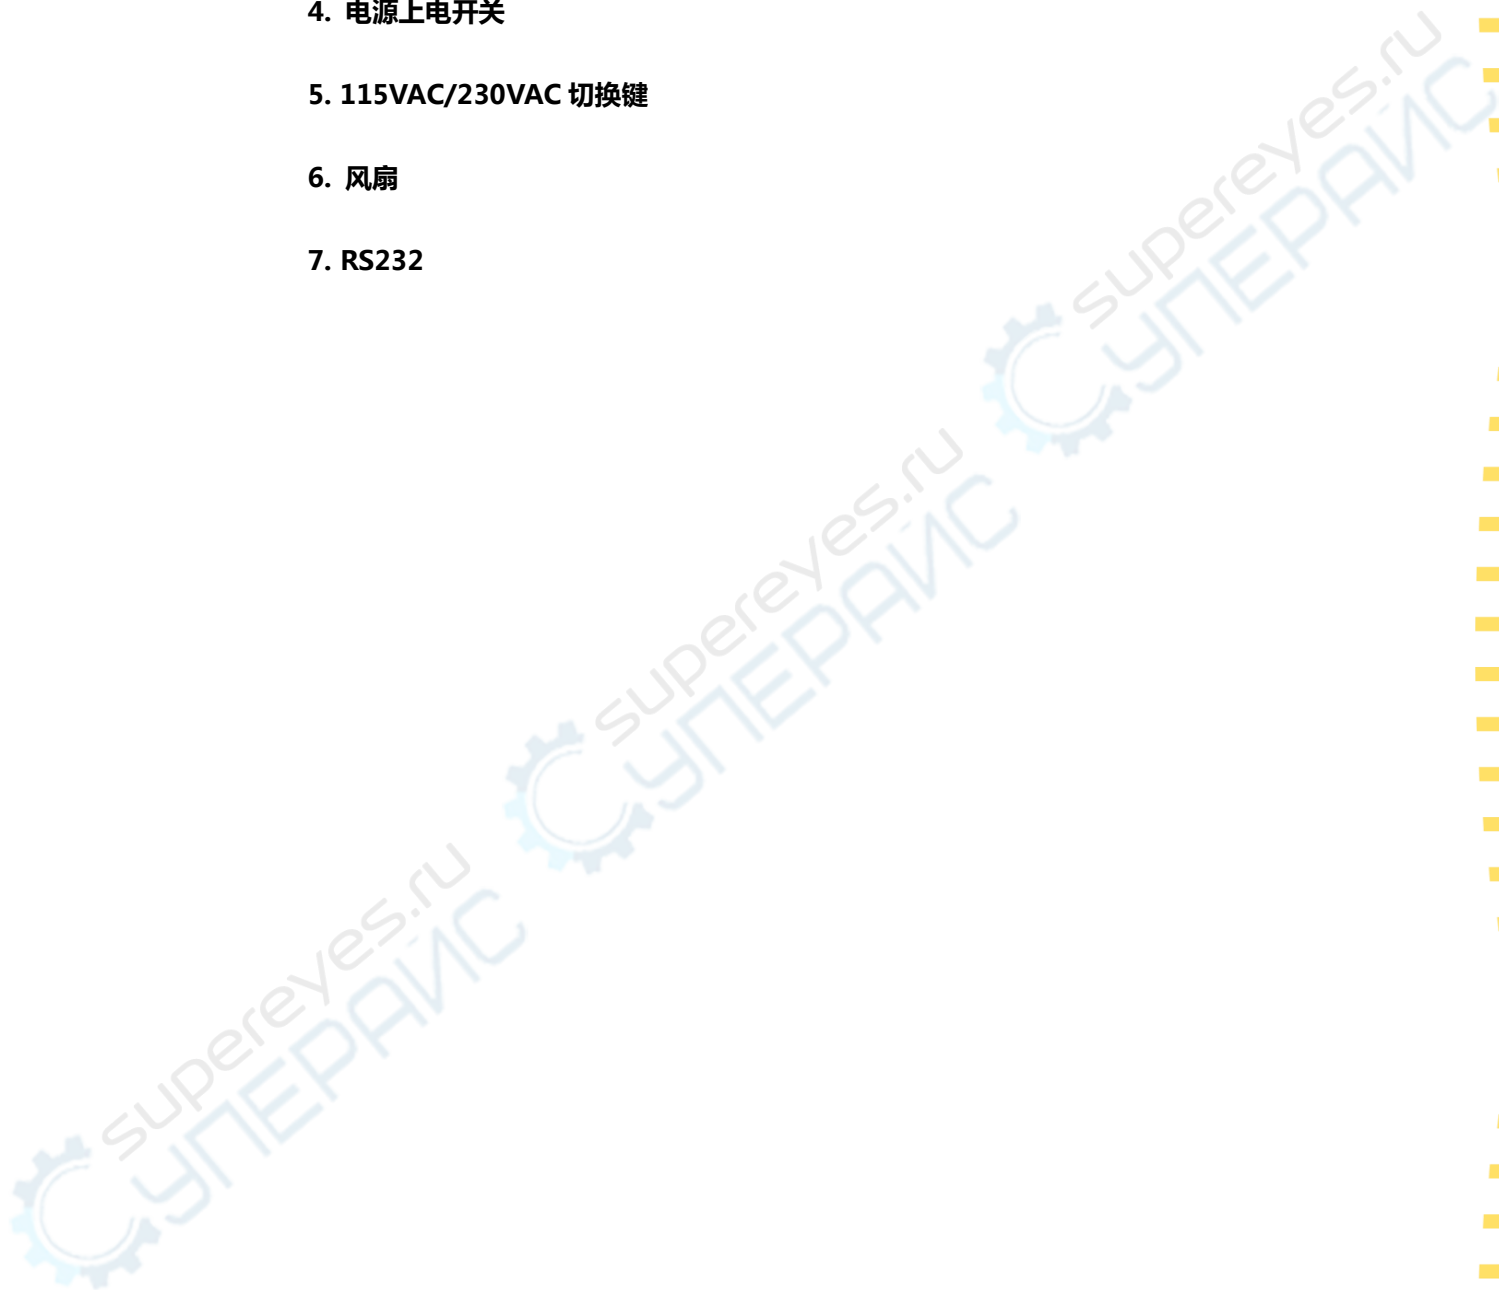 4. 电源上电开关
5. 115VAC/230VAC 切换键
6. 风扇
7. RS232
supereyes.ru
СУПЕРАЙС
supereyes.ru
СУПЕРАЙС
supereyes.ru
СУПЕРАЙС